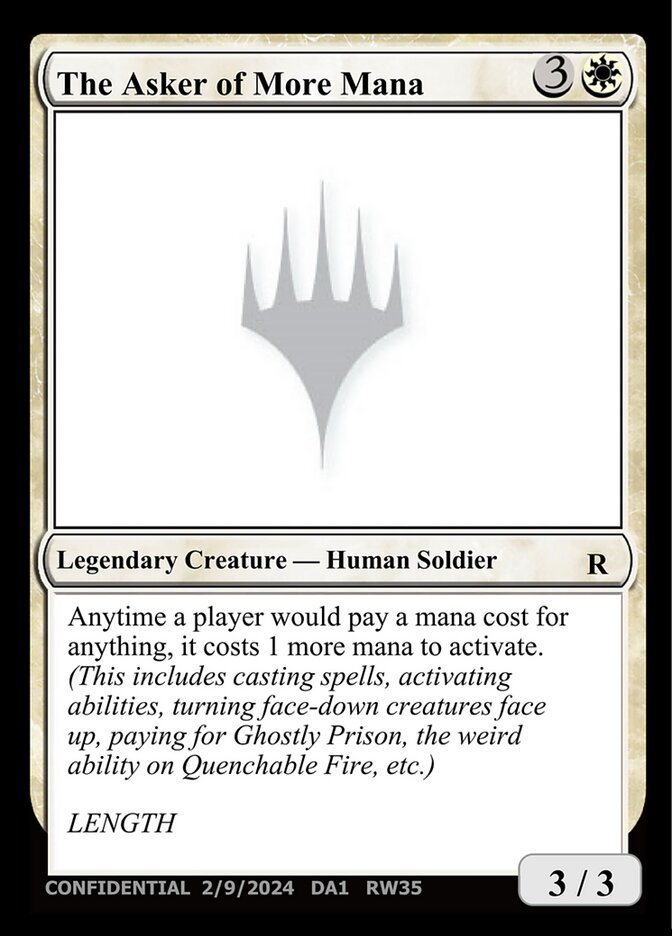 The Asker of More Mana 3
Legendary Creature — Human Soldier R
Anytime a player would pay a mana cost for
anything, it costs 1 more mana to activate.
(This includes casting spells, activating
abilities, turning face-down creatures face
up, paying for Ghostly Prison, the weird
ability on Quenchable Fire, etc.)
LENGTH
CONFIDENTIAL 2/9/2024 DA1 RW35
3 / 3